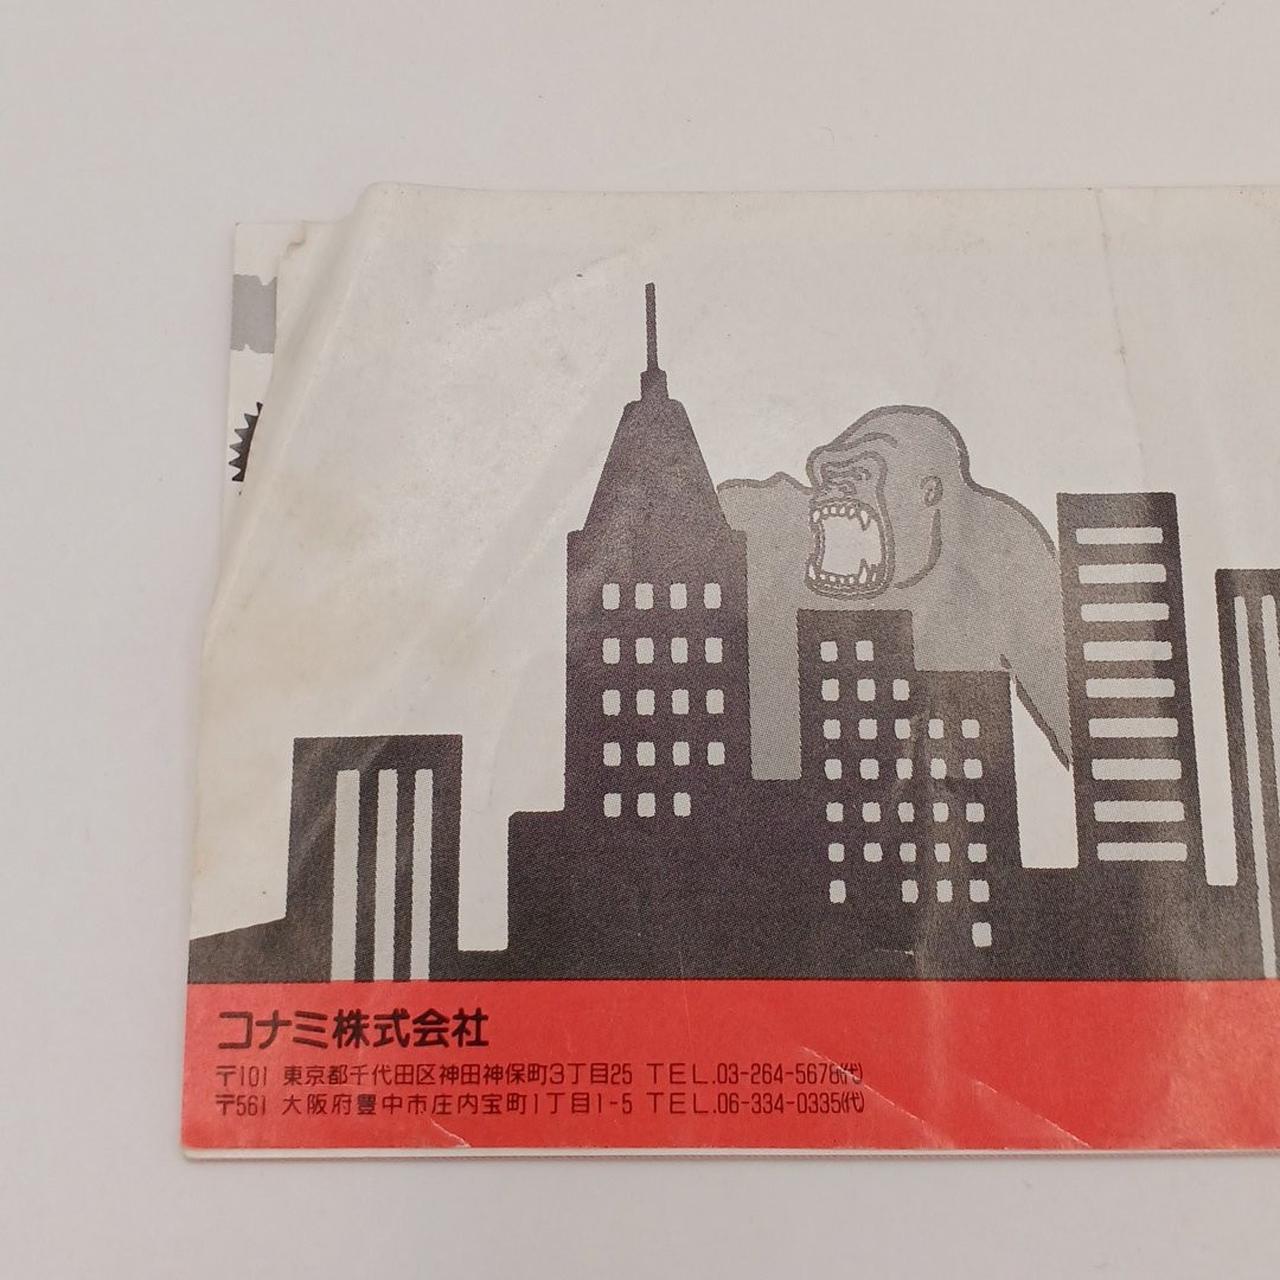 コナミ株式会社
〒101 東京都千代田区神田神保町3丁目25 TEL.03-264-5678㈹
〒561 大阪府豊中市庄内宝町1丁目1-5 TEL.06-334-0335㈹